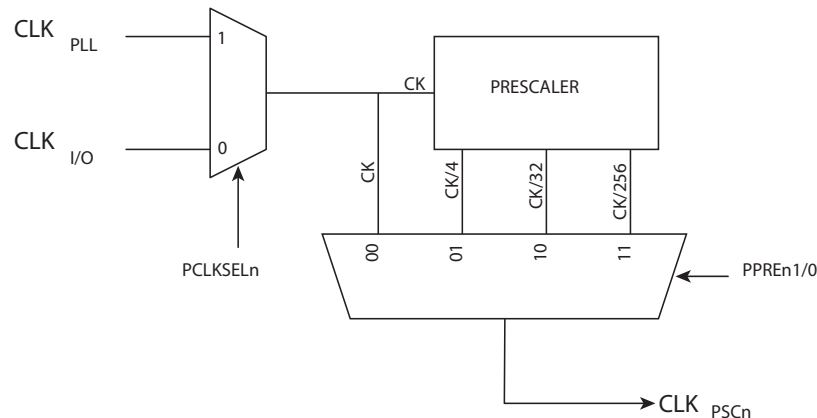 CLK PLL
1
CK
PRESCALER
CLK I/O
0
CK
CK/4
CK/32
CK/256
PCLKSELn
00
01
10
11
PPREn1/0
CLK PSCn